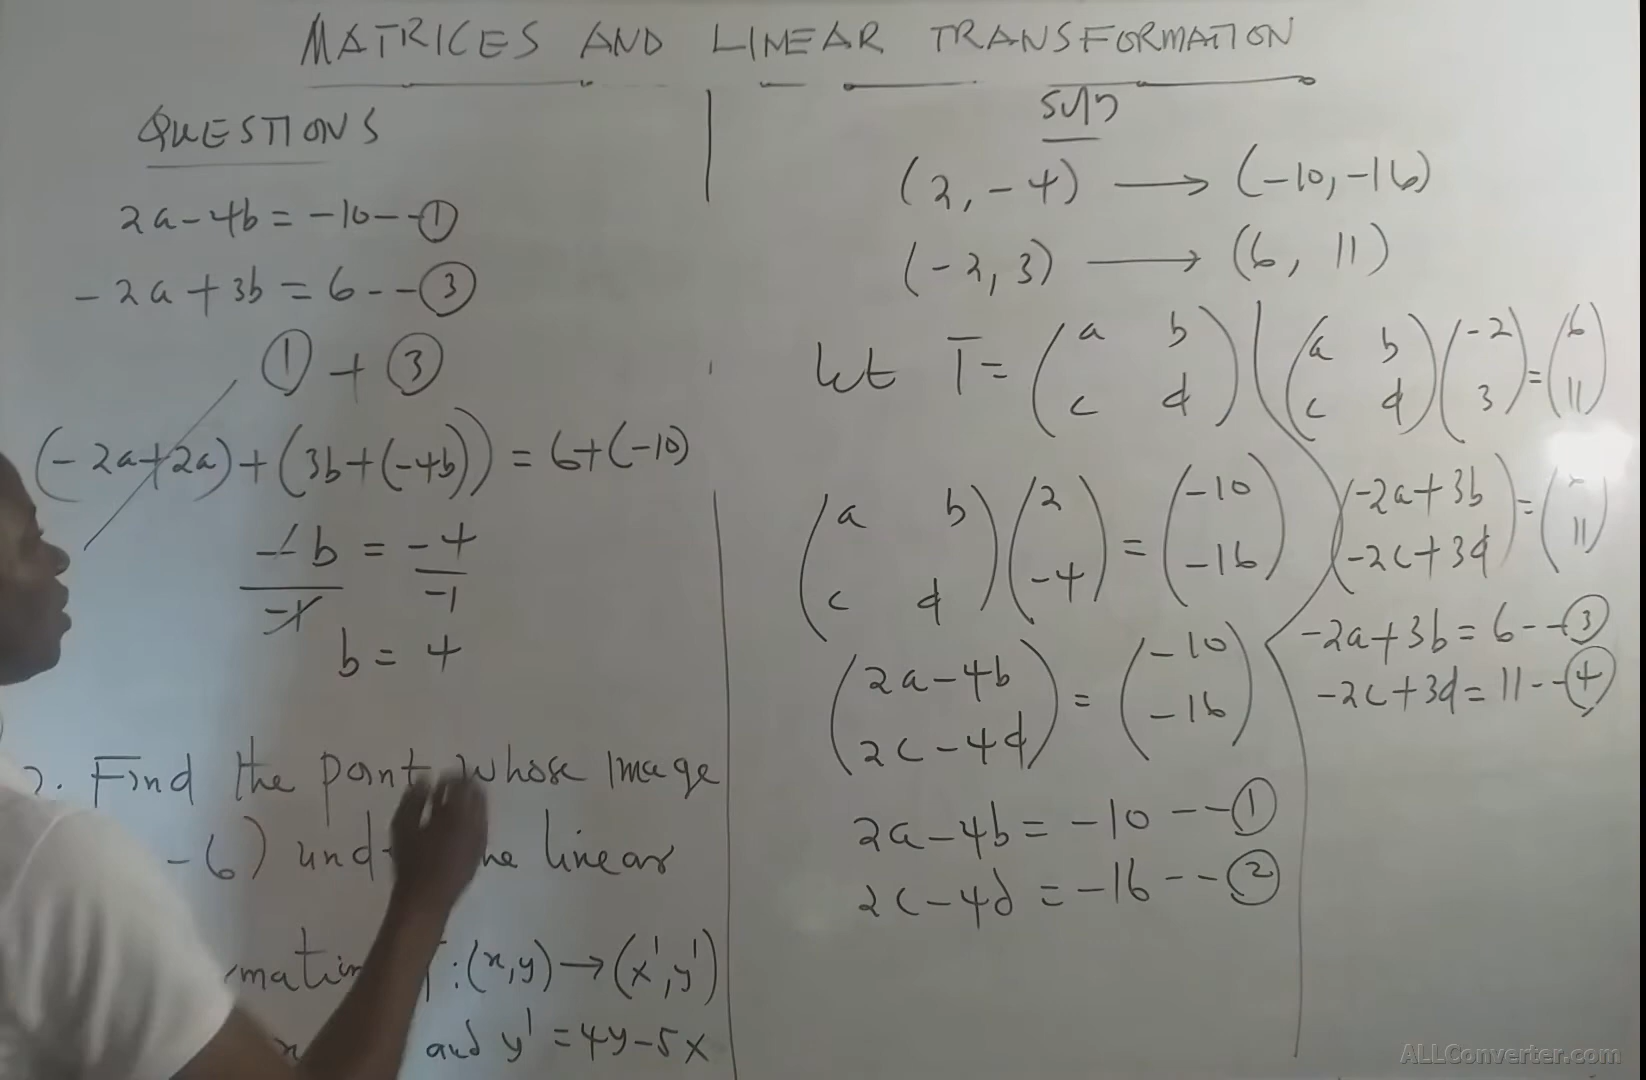 MATRICES AND LINEAR TRANSFORMATION
QUESTIONS
2a-4b = -10--①
-2a+3b = 6--③
① + ③
(-2a+2a)+(3b+(-4b)) = 6+(-10)
-1b = -4
-1 -1
b = 4
Find the point whose image
-6) the linear
:(x,y)→(x',y')
and y' = 4y-5x
Soln
(2,-4) → (-10,-16)
(-2,3) → (6, 11)
let T= (a b
c d)
(a b
c d) (2
-4) = (-10
-16)
(2a-4b
2c-4d) = (-10
-16)
2a-4b = -10 --①
2c-4d = -16 --②
(a b
c d) (-2
3) = (6
11)
(-2a+3b
-2c+3d) = (
11)
-2a+3b = 6--③
-2c+3d = 11--④
ALLConverter.com